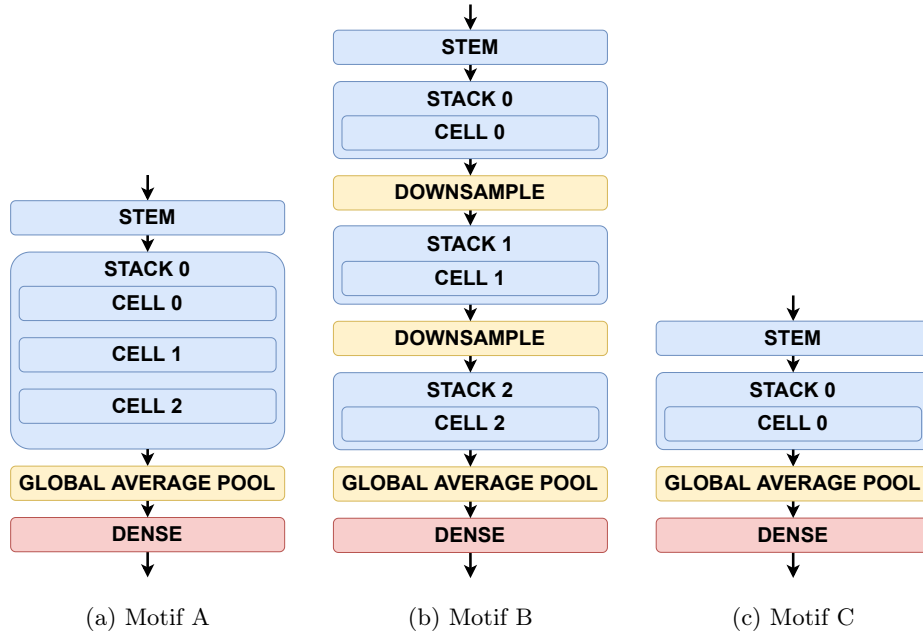 STEM
STACK 0
CELL 0
CELL 1
CELL 2
GLOBAL AVERAGE POOL
DENSE
(a) Motif A
STEM
STACK 0
CELL 0
DOWNSAMPLE
STACK 1
CELL 1
DOWNSAMPLE
STACK 2
CELL 2
GLOBAL AVERAGE POOL
DENSE
(b) Motif B
STEM
STACK 0
CELL 0
GLOBAL AVERAGE POOL
DENSE
(c) Motif C